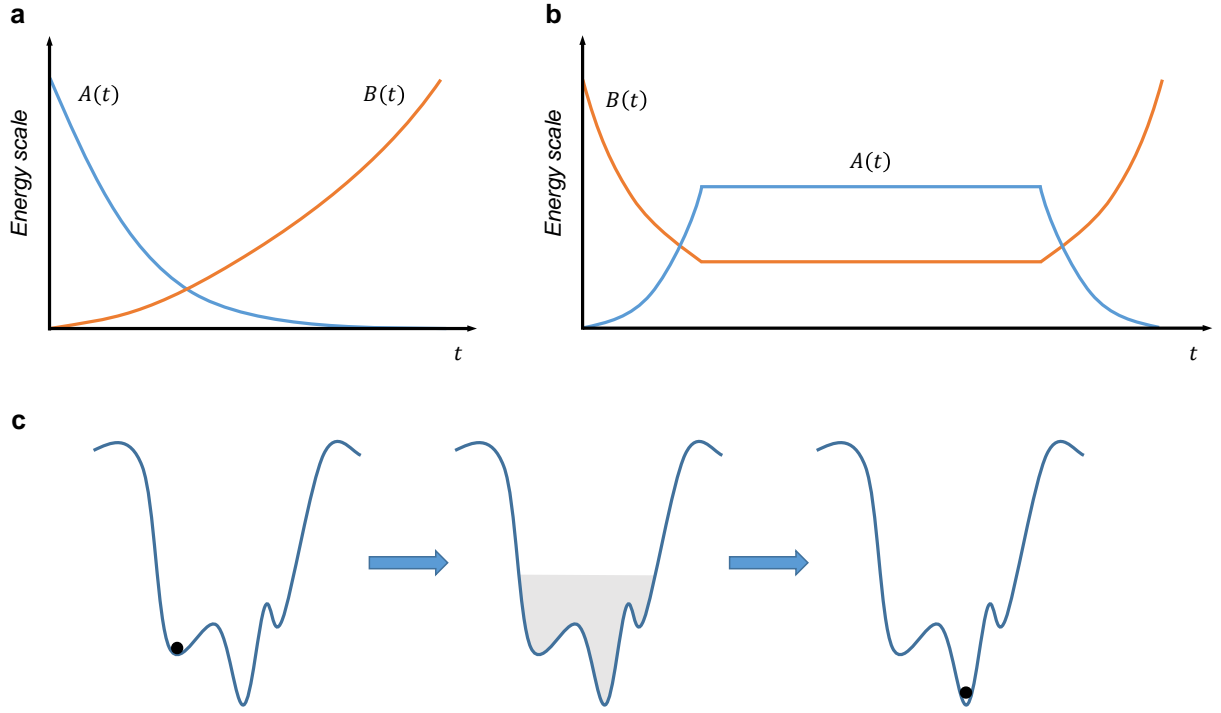 a
A(t)
B(t)
Energy scale
t
b
B(t)
A(t)
Energy scale
t
c